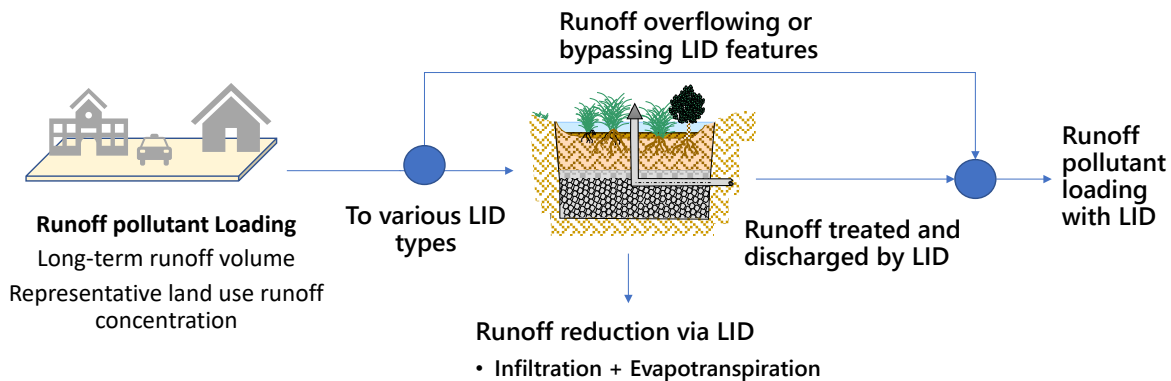 Runoff overflowing or
bypassing LID features
Runoff pollutant Loading
Long-term runoff volume
Representative land use runoff
concentration
To various LID
types
Runoff treated and
discharged by LID
Runoff
pollutant
loading
with LID
Runoff reduction via LID
• Infiltration + Evapotranspiration